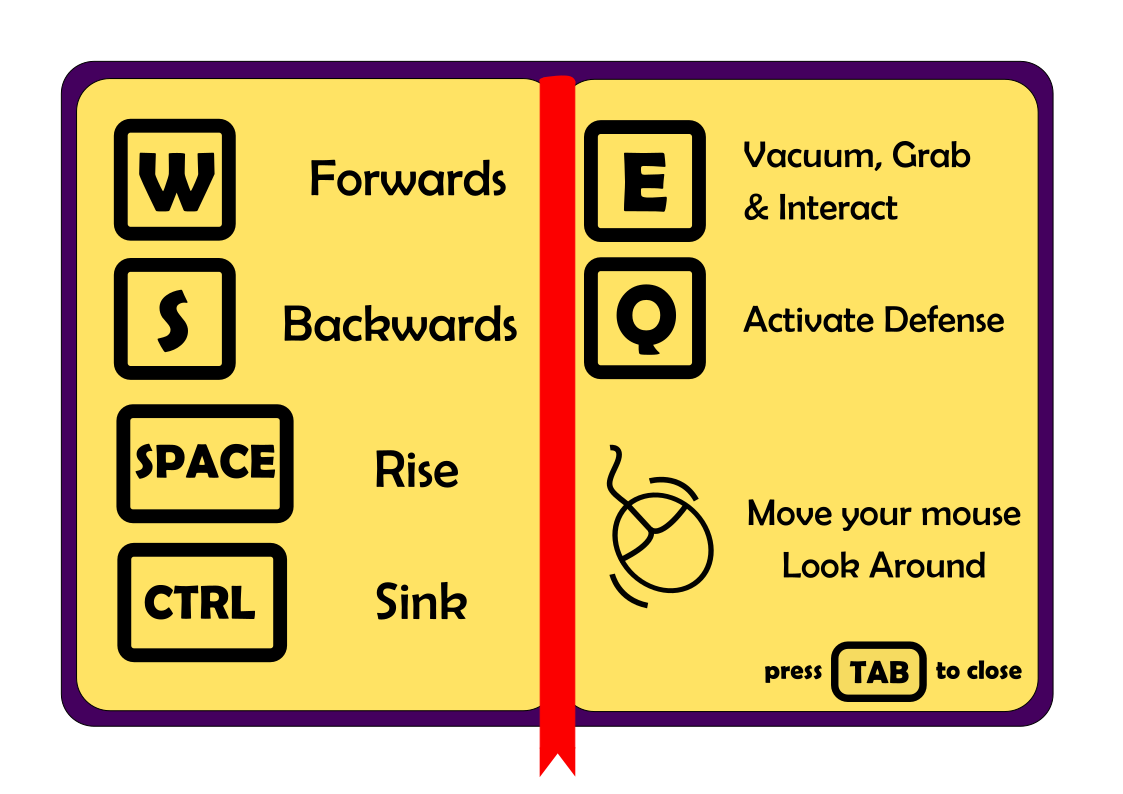 W Forwards
S Backwards
SPACE Rise
CTRL Sink
E Vacuum, Grab
& Interact
Q Activate Defense
Move your mouse
Look Around
press TAB to close